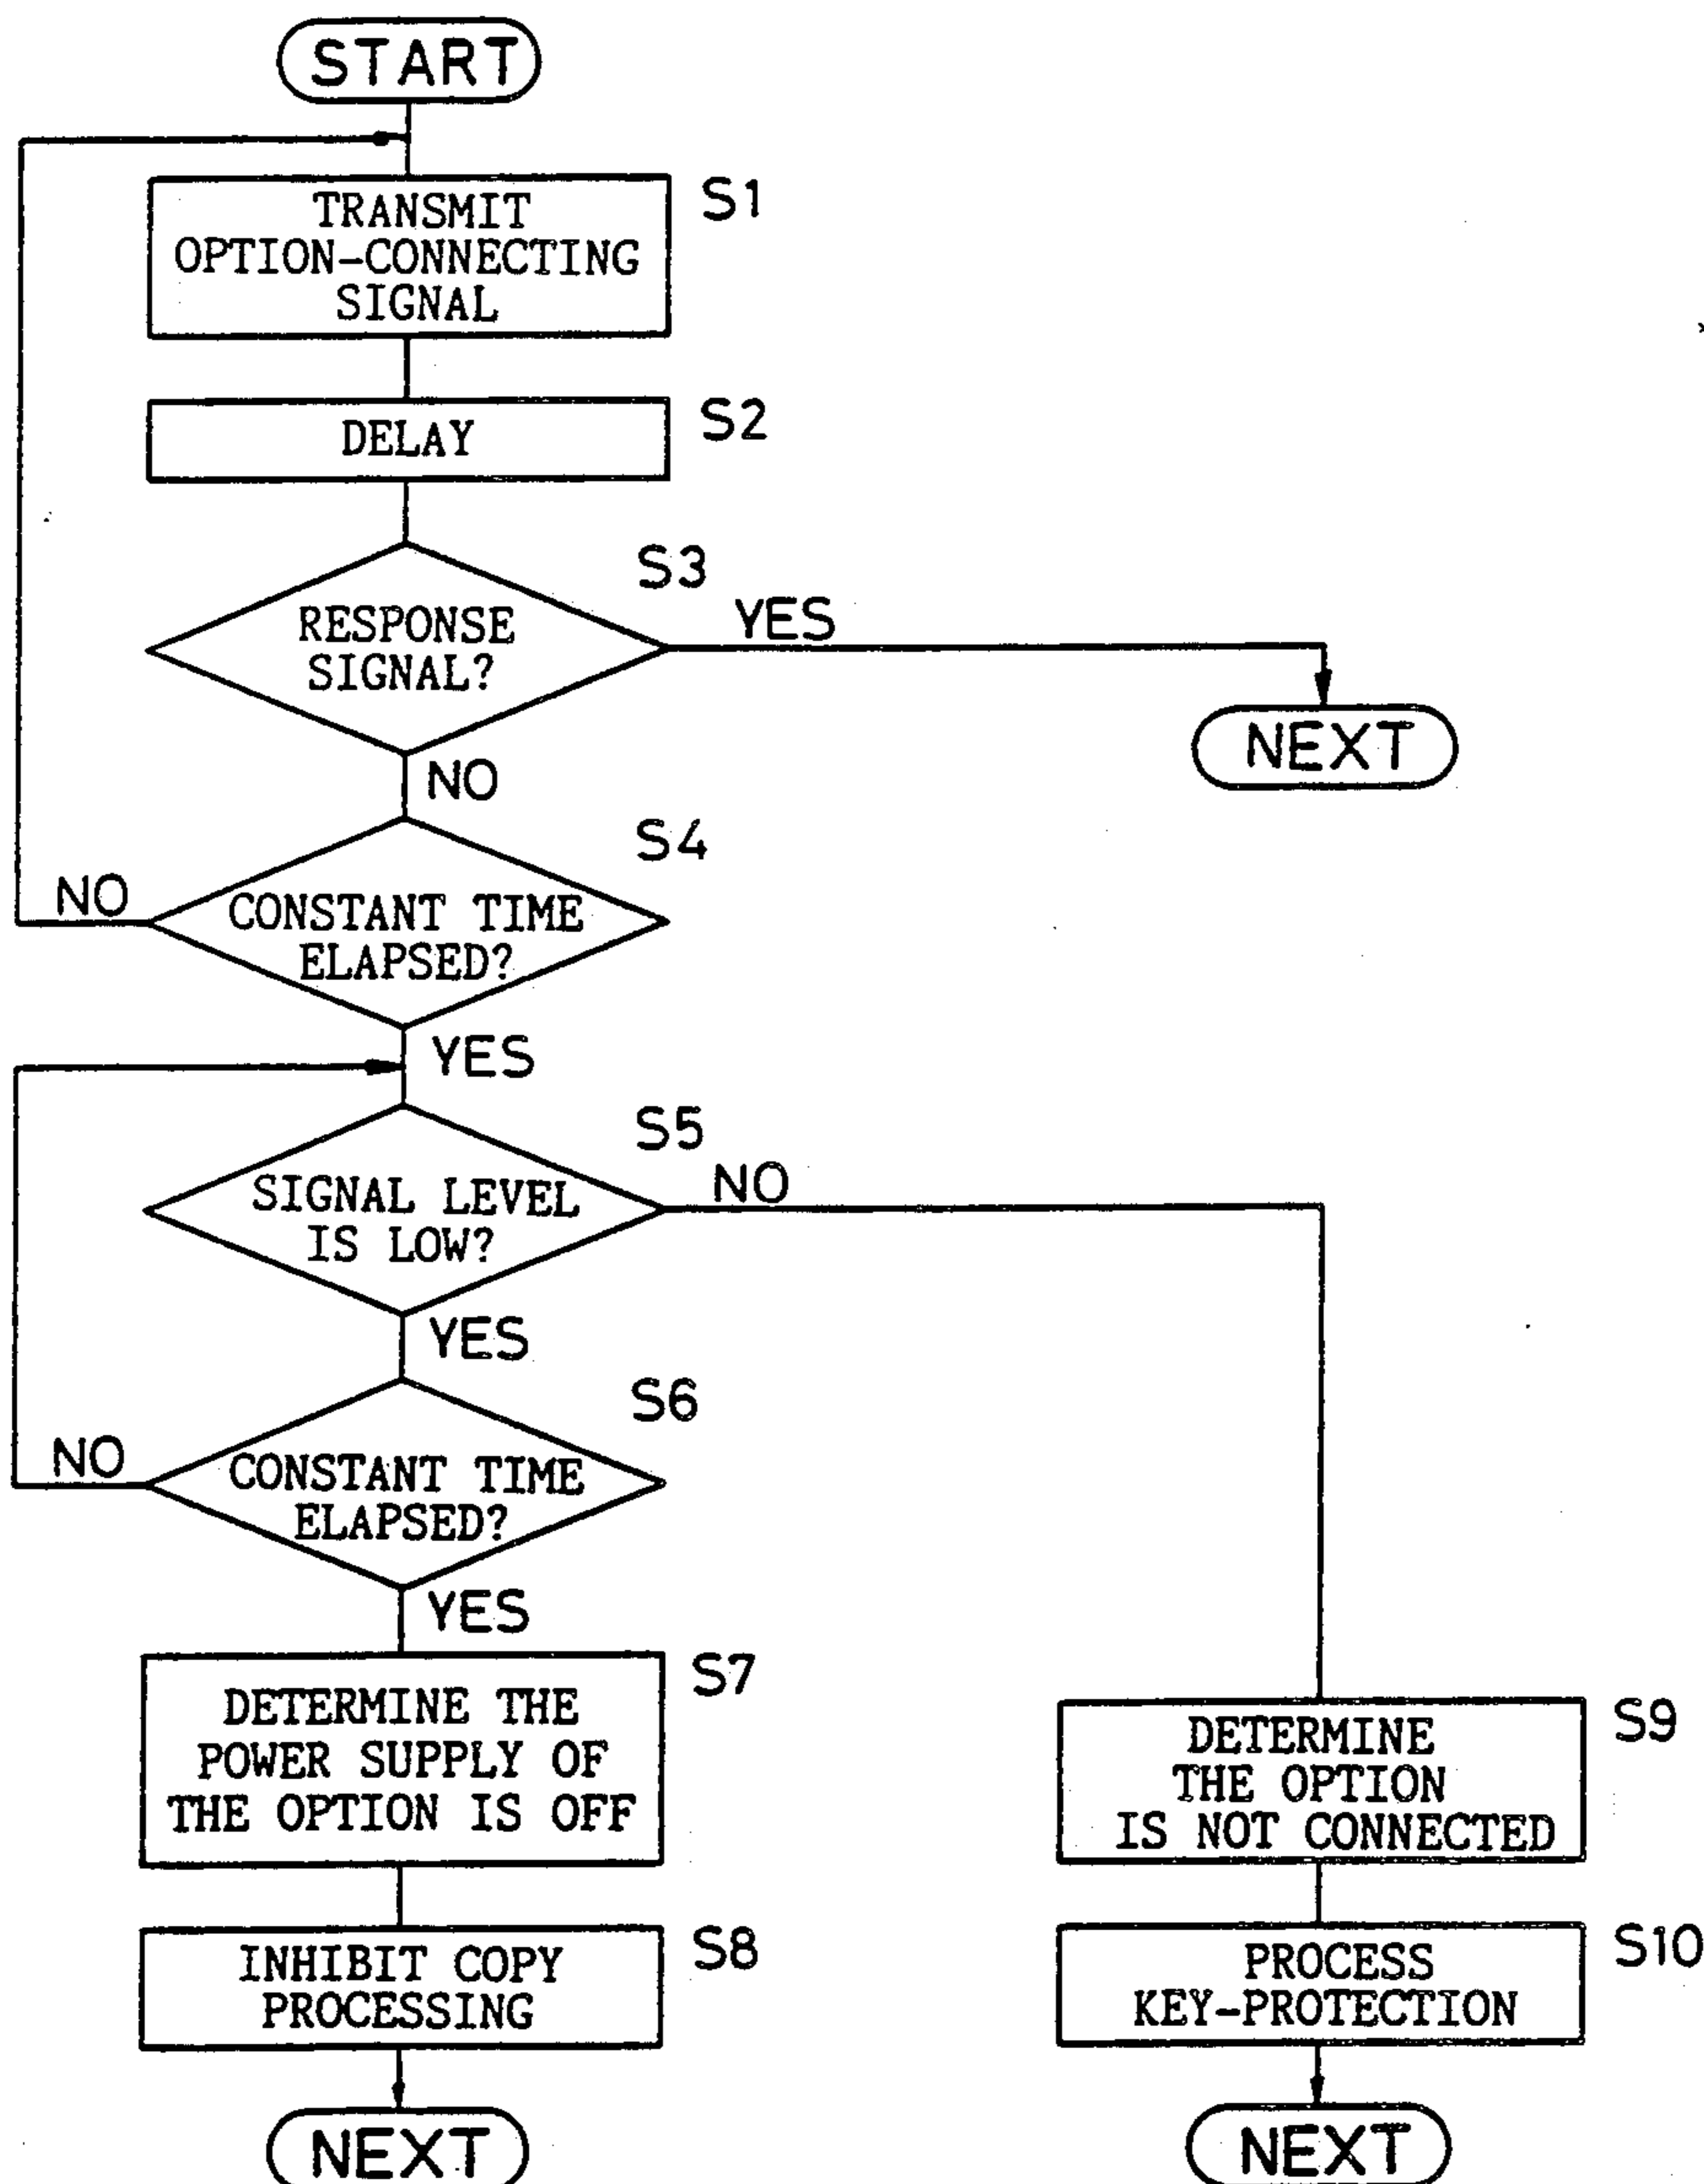 START
S1
TRANSMIT
OPTION-CONNECTING
SIGNAL
S2
DELAY
S3
RESPONSE
SIGNAL?
YES
NEXT
NO
S4
NO
CONSTANT TIME
ELAPSED?
YES
S5
SIGNAL LEVEL
IS LOW?
NO
YES
S6
NO
CONSTANT TIME
ELAPSED?
YES
S7
DETERMINE THE
POWER SUPPLY OF
THE OPTION IS OFF
S9
DETERMINE
THE OPTION
IS NOT CONNECTED
S8
INHIBIT COPY
PROCESSING
S10
PROCESS
KEY-PROTECTION
NEXT
NEXT